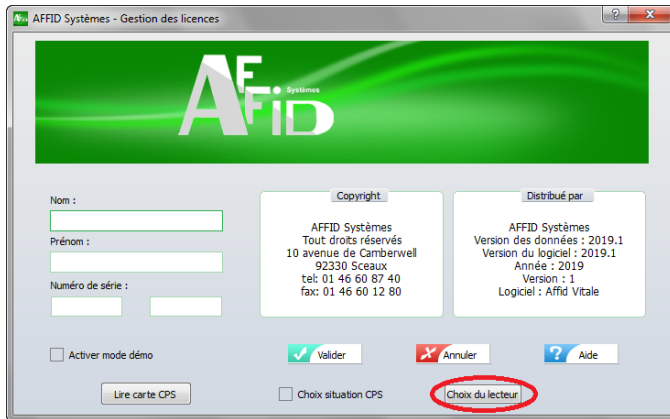 AFFID Systèmes - Gestion des licences
AFFiD
Systèmes
Nom :
Prénom :
Numéro de série :
Copyright
AFFID Systèmes
Tout droits réservés
10 avenue de Camberwell
92330 Sceaux
tel: 01 46 60 87 40
fax: 01 46 60 12 80
Distribué par
AFFID Systèmes
Version des données : 2019.1
Version du logiciel : 2019.1
Année : 2019
Version : 1
Logiciel : Affid Vitale
Activer mode démo
Valider
Annuler
? Aide
Lire carte CPS
Choix situation CPS
Choix du lecteur